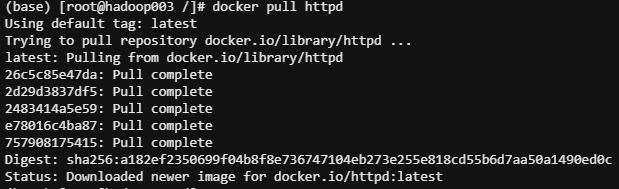 (base) [root@hadoop003 /]# docker pull httpd
Using default tag: latest
Trying to pull repository docker.io/library/httpd ...
latest: Pulling from docker.io/library/httpd
26c5c85e47da: Pull complete
2d29d3837df5: Pull complete
2483414a5e59: Pull complete
e78016c4ba87: Pull complete
757908175415: Pull complete
Digest: sha256:a182ef2350699f04b8f8e736747104eb273e255e818cd55b6d7aa50a1490ed0c
Status: Downloaded newer image for docker.io/httpd:latest